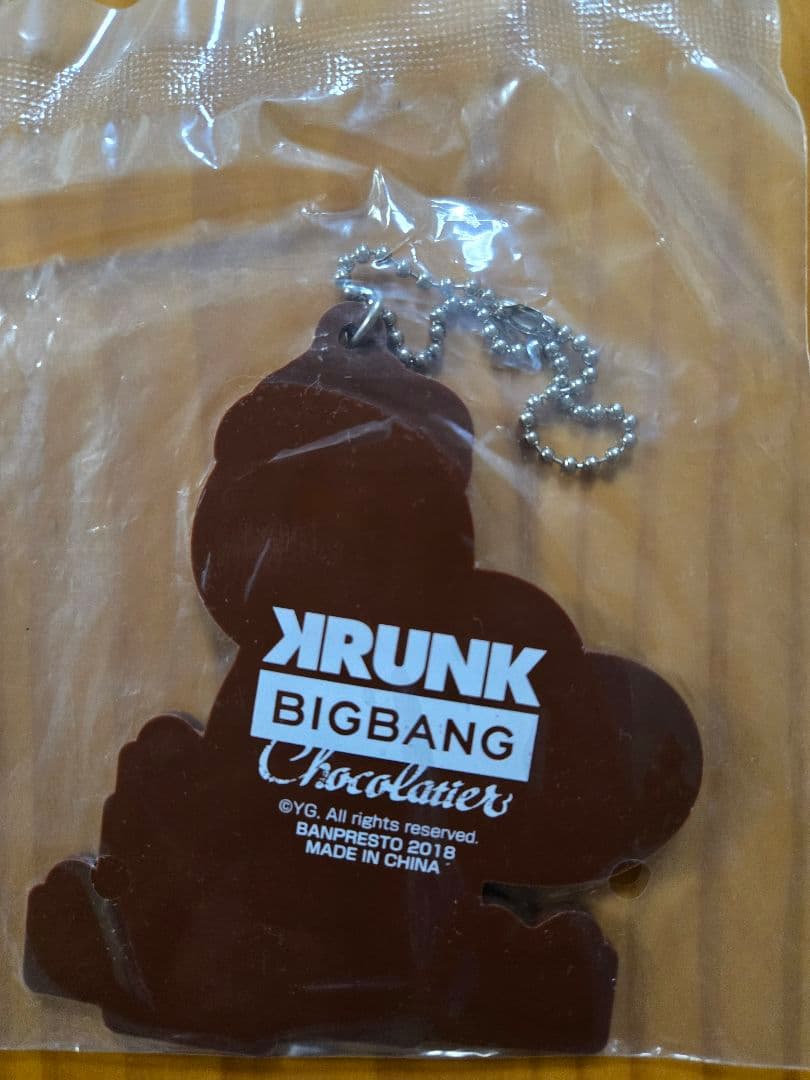 KRUNK
BIGBANG
Chocolatier
©YG. All rights reserved.
BANPRESTO 2018
MADE IN CHINA